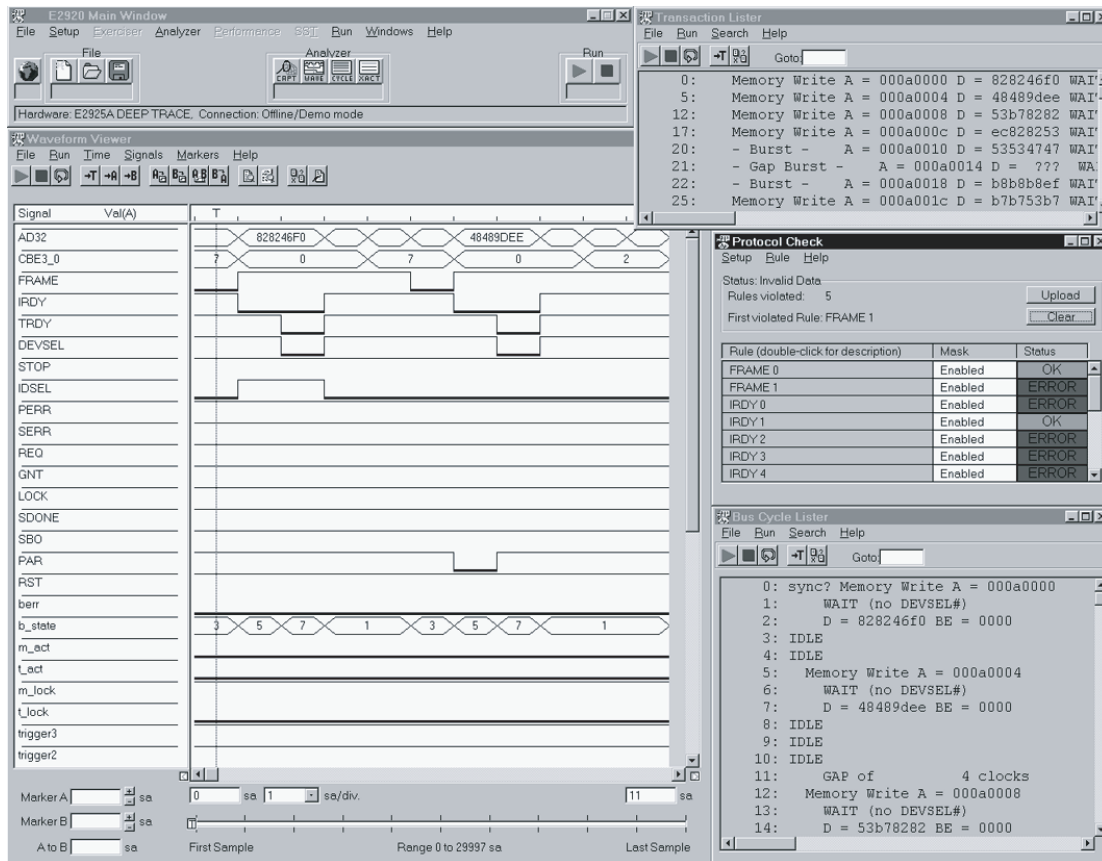 E2920 Main Window
File Setup Exerciser Analyzer Performance SST Run Windows Help
File
Analyzer
Run
CAPT WAVE CYCLE XACT
Hardware: E2925A DEEP TRACE, Connection: Offline/Demo mode
Transaction Lister
File Run Search Help
Goto:
0: Memory Write A = 000a0000 D = 828246f0 WAI
5: Memory Write A = 000a0004 D = 48489dee WAI
12: Memory Write A = 000a0008 D = 53b78282 WAI
17: Memory Write A = 000a000c D = ec828253 WAI
20: - Burst - A = 000a0010 D = 53534747 WAI
21: - Gap Burst - A = 000a0014 D = ??? WA
22: - Burst - A = 000a0018 D = b8b8b8ef WAI
25: Memory Write A = 000a001c D = b7b753b7 WAI
Waveform Viewer
File Run Time Signals Markers Help
Signal Val(A) T
AD32 828246F0 48489DEE
CBE3_0 7 0 7 0 2
FRAME
IRDY
TRDY
DEVSEL
STOP
IDSEL
PERR
SERR
REQ
GNT
LOCK
SDONE
SBO
PAR
RST
berr
b_state 3 5 7 1 3 5 7 1
m_act
t_act
m_lock
t_lock
trigger3
trigger2
Marker A sa 0 sa 1 sa/div. 11 sa
Marker B sa
A to B sa First Sample Range 0 to 29997 sa Last Sample
Protocol Check
Setup Rule Help
Status: Invalid Data
Rules violated: 5 Upload
First violated Rule: FRAME 1 Clear
Rule (double-click for description) Mask Status
FRAME 0 Enabled OK
FRAME 1 Enabled ERROR
IRDY 0 Enabled ERROR
IRDY 1 Enabled OK
IRDY 2 Enabled ERROR
IRDY 3 Enabled ERROR
IRDY 4 Enabled ERROR
Bus Cycle Lister
File Run Search Help
Goto:
0: sync? Memory Write A = 000a0000
1: WAIT (no DEVSEL#)
2: D = 828246f0 BE = 0000
3: IDLE
4: IDLE
5: Memory Write A = 000a0004
6: WAIT (no DEVSEL#)
7: D = 48489dee BE = 0000
8: IDLE
9: IDLE
10: IDLE
11: GAP of 4 clocks
12: Memory Write A = 000a0008
13: WAIT (no DEVSEL#)
14: D = 53b78282 BE = 0000